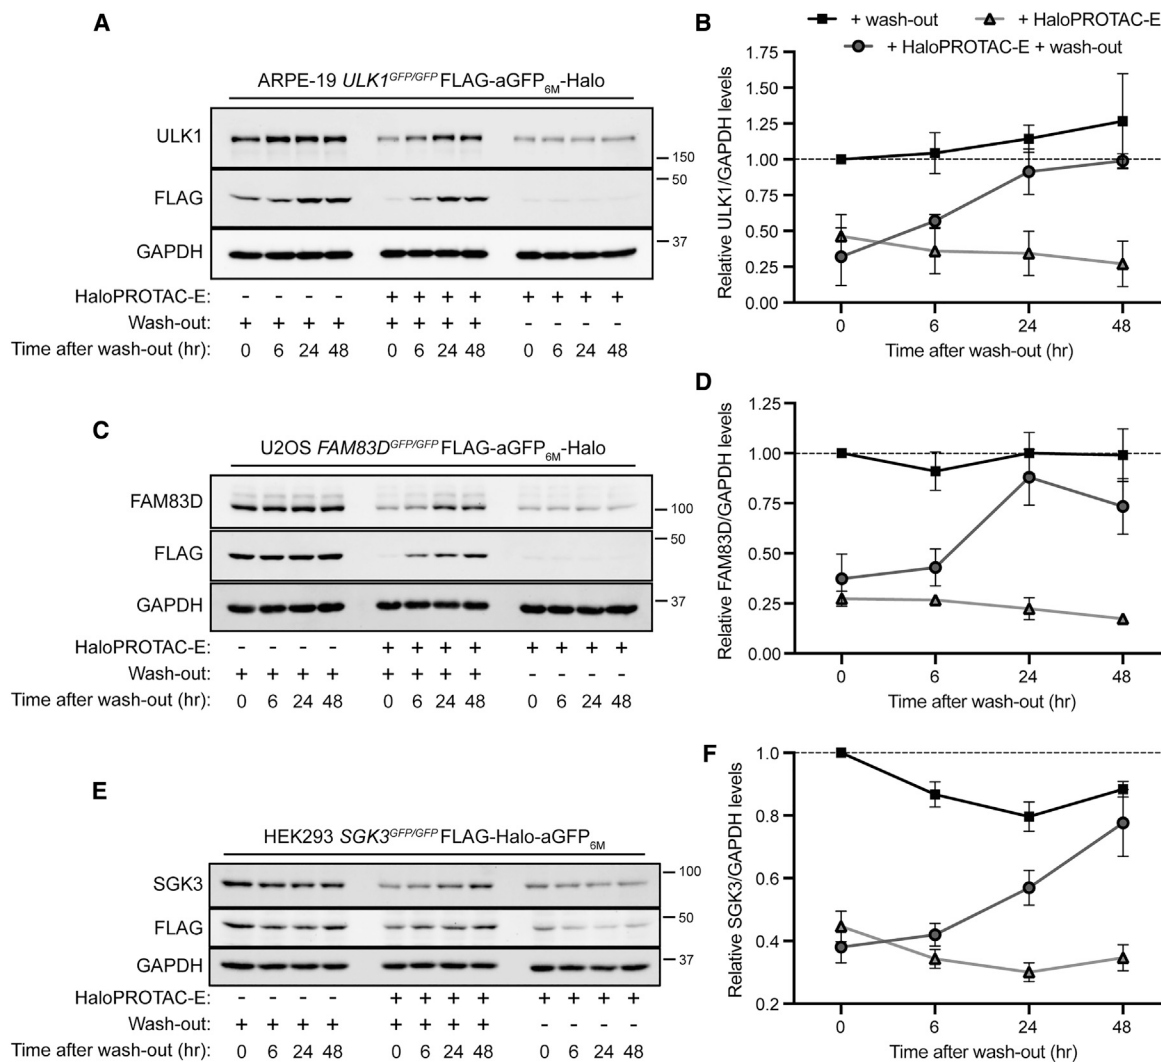 A
ARPE-19 ULK1GFP/GFP FLAG-aGFP6M-Halo
ULK1
150
50
FLAG
37
GAPDH
HaloPROTAC-E: - - - - + + + + + + + +
Wash-out: + + + + + + + + - - - -
Time after wash-out (hr): 0 6 24 48 0 6 24 48 0 6 24 48
B
+ wash-out + HaloPROTAC-E
+ HaloPROTAC-E + wash-out
Relative ULK1/GAPDH levels
1.75
1.50
1.25
1.00
0.75
0.50
0.25
0.00
0 6 24 48
Time after wash-out (hr)
C
U2OS FAM83DGFP/GFP FLAG-aGFP6M-Halo
FAM83D
100
50
FLAG
37
GAPDH
HaloPROTAC-E: - - - - + + + + + + + +
Wash-out: + + + + + + + + - - - -
Time after wash-out (hr): 0 6 24 48 0 6 24 48 0 6 24 48
D
Relative FAM83D/GAPDH levels
1.25
1.00
0.75
0.50
0.25
0.00
0 6 24 48
Time after wash-out (hr)
E
HEK293 SGK3GFP/GFP FLAG-Halo-aGFP6M
100
SGK3
50
FLAG
37
GAPDH
HaloPROTAC-E: - - - - + + + + + + + +
Wash-out: + + + + + + + + - - - -
Time after wash-out (hr): 0 6 24 48 0 6 24 48 0 6 24 48
F
Relative SGK3/GAPDH levels
1.0
0.8
0.6
0.4
0.2
0 6 24 48
Time after wash-out (hr)